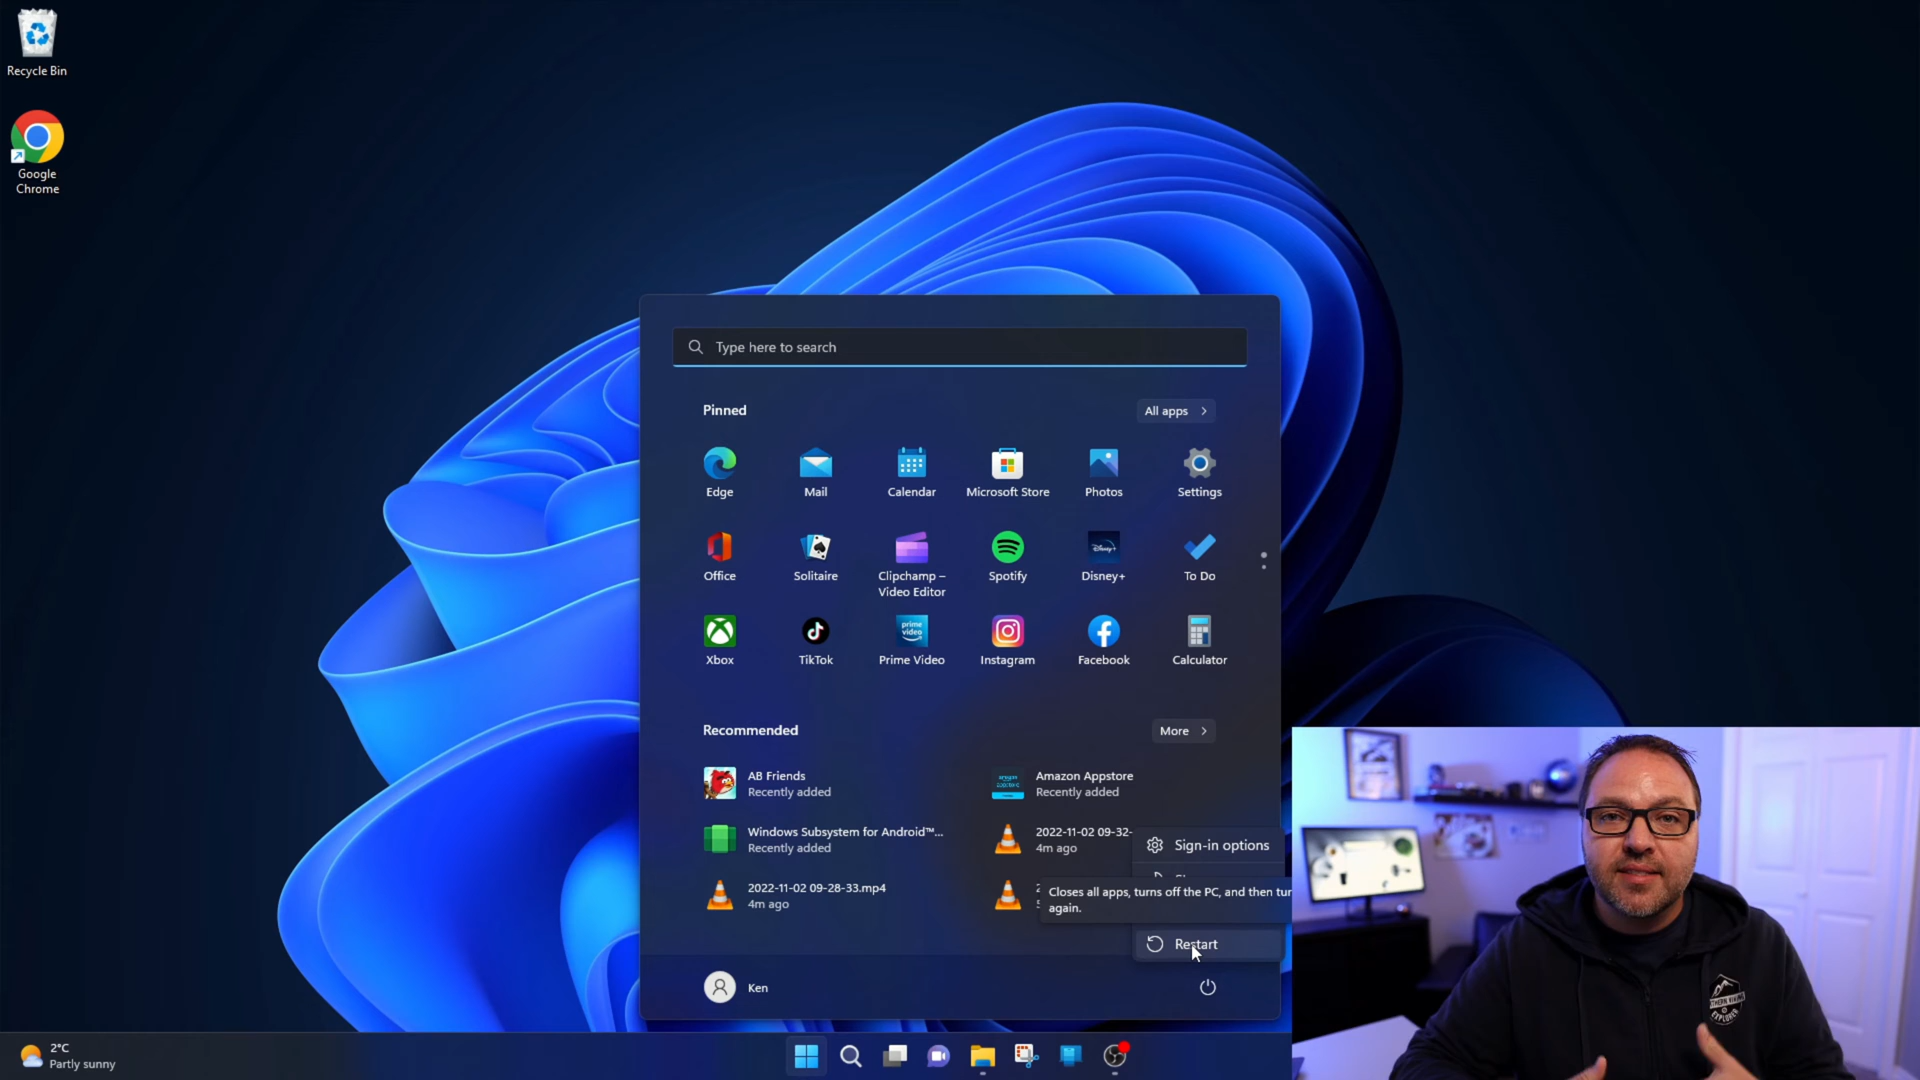 Recycle Bin
Google
Chrome
Type here to search
Pinned
All apps
Edge
Mail
Calendar
Microsoft Store
Photos
Settings
Office
Solitaire
Clipchamp –
Video Editor
Spotify
Disney+
To Do
Xbox
TikTok
prime
video
Prime Video
Instagram
Facebook
Calculator
Recommended
More
AB Friends
Recently added
Amazon Appstore
Recently added
Windows Subsystem for Android™...
Recently added
2022-11-02 09-32-
4m ago
Sign-in options
2022-11-02 09-28-33.mp4
4m ago
Closes all apps, turns off the PC, and then tur
again.
Restart
Ken
EXPLORER
2°C
Partly sunny